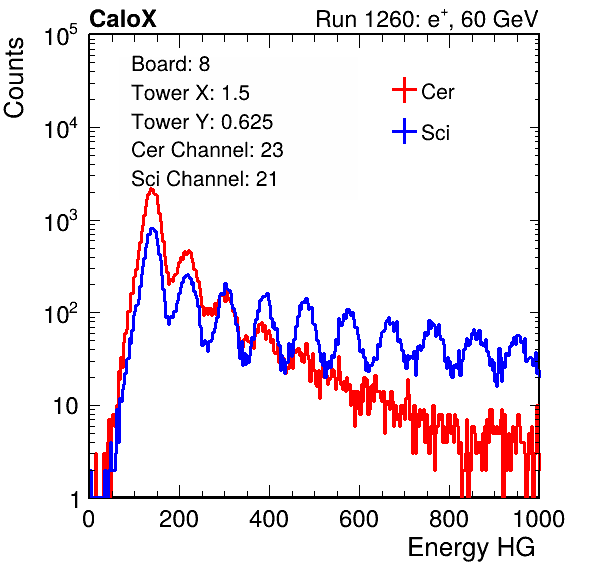 CaloX Run 1260: e⁺, 60 GeV
Board: 8
Tower X: 1.5
Tower Y: 0.625
Cer Channel: 23
Sci Channel: 21
Cer
Sci
Counts
10⁵
10⁴
10³
10²
10
1
0 200 400 600 800 1000
Energy HG